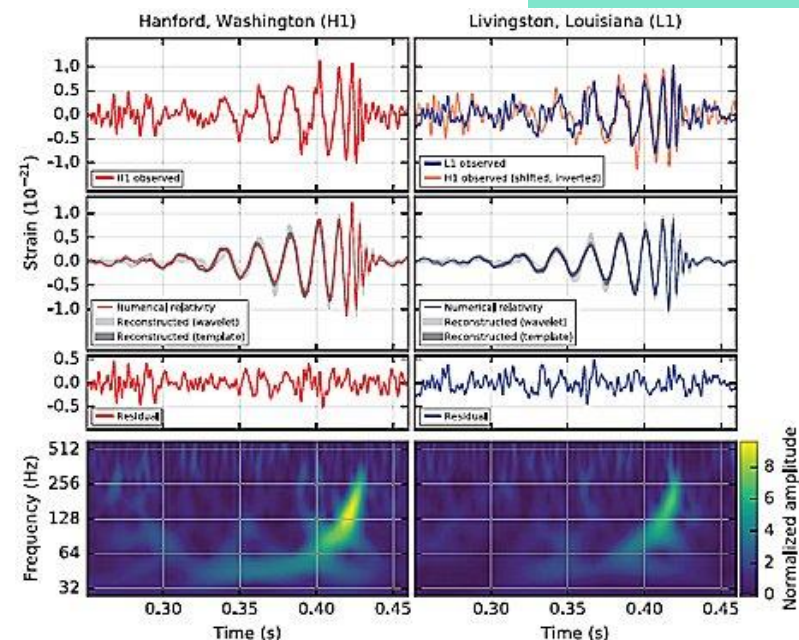 Hanford, Washington (H1)
Livingston, Louisiana (L1)
1,0
0.5
0.0
-0.5
-1,0
H1 observed
L1 observed
H1 observed (shifted, inverted)
Strain (10⁻²¹)
1.0
0.5
0.0
-0.5
-1.0
Numerical relativity
Reconstructed (wavelet)
Reconstructed (template)
Numerical relativity
Reconstructed (wavelet)
Reconstructed (template)
0.5
0.0
-0.5
Residual
Residual
Frequency (Hz)
512
256
128
64
32
0.30
0.35
0.40
0.45
Time (s)
0.30
0.35
0.40
0.45
Time (s)
8
6
4
2
0
Normalized amplitude